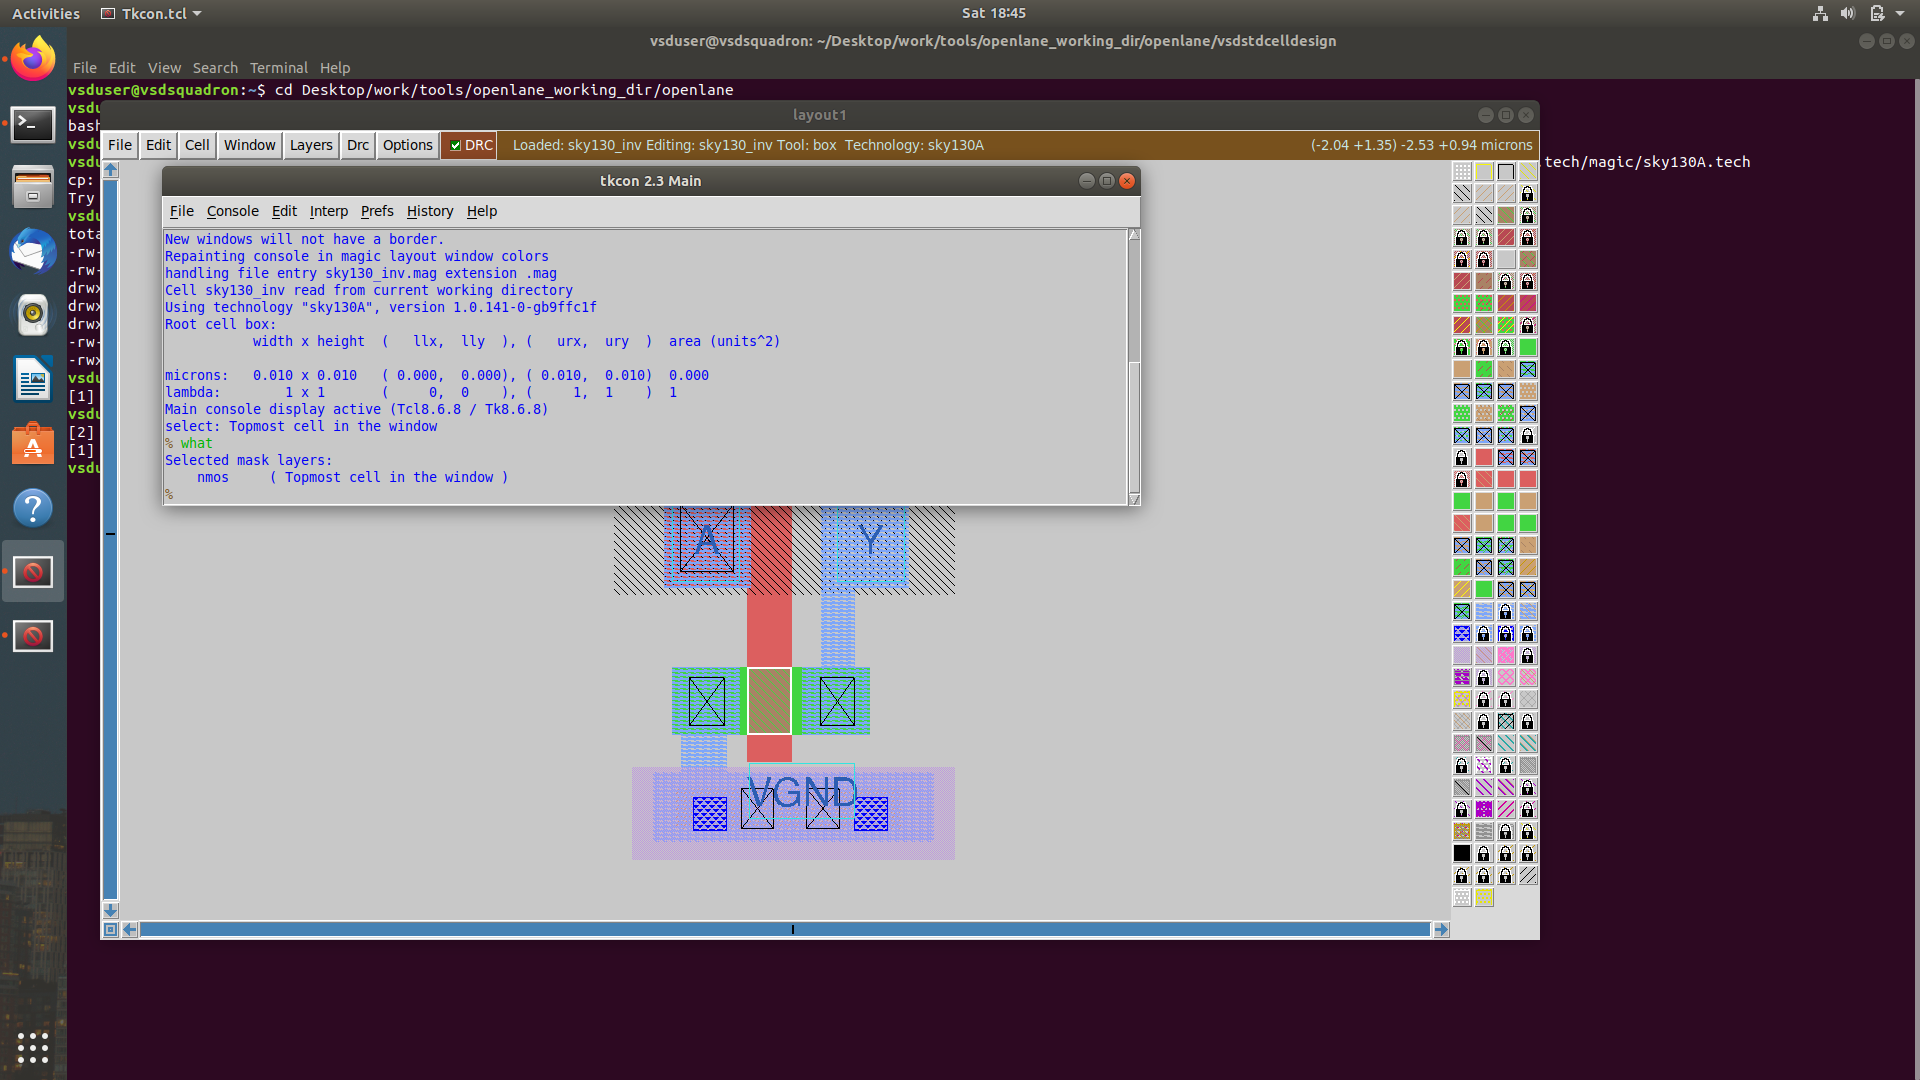 Activities Tkcon.tcl Sat 18:45
vsduser@vsdsquadron: ~/Desktop/work/tools/openlane_working_dir/openlane/vsdstdcelldesign
File Edit View Search Terminal Help
vsduser@vsdsquadron:~$ cd Desktop/work/tools/openlane_working_dir/openlane
vsdu
layout1
bash
vsdu
File Edit Cell Window Layers Drc Options DRC Loaded: sky130_inv Editing: sky130_inv Tool: box Technology: sky130A (-2.04 +1.35) -2.53 +0.94 microns
vsdu
.tech/magic/sky130A.tech
cp:
Try
vsdu
tota
-rw-
-rw-
drwx
drwx
drwx
-rw-
-rwx
vsdu
[1]
vsdu
[2]
[1]
vsdu
tkcon 2.3 Main
File Console Edit Interp Prefs History Help
New windows will not have a border.
Repainting console in magic layout window colors
handling file entry sky130_inv.mag extension .mag
Cell sky130_inv read from current working directory
Using technology "sky130A", version 1.0.141-0-gb9ffc1f
Root cell box:
width x height ( llx, lly ), ( urx, ury ) area (units^2)
microns: 0.010 x 0.010 ( 0.000, 0.000), ( 0.010, 0.010) 0.000
lambda: 1 x 1 ( 0, 0 ), ( 1, 1 ) 1
Main console display active (Tcl8.6.8 / Tk8.6.8)
select: Topmost cell in the window
% what
Selected mask layers:
nmos ( Topmost cell in the window )
%
A Y
VGND